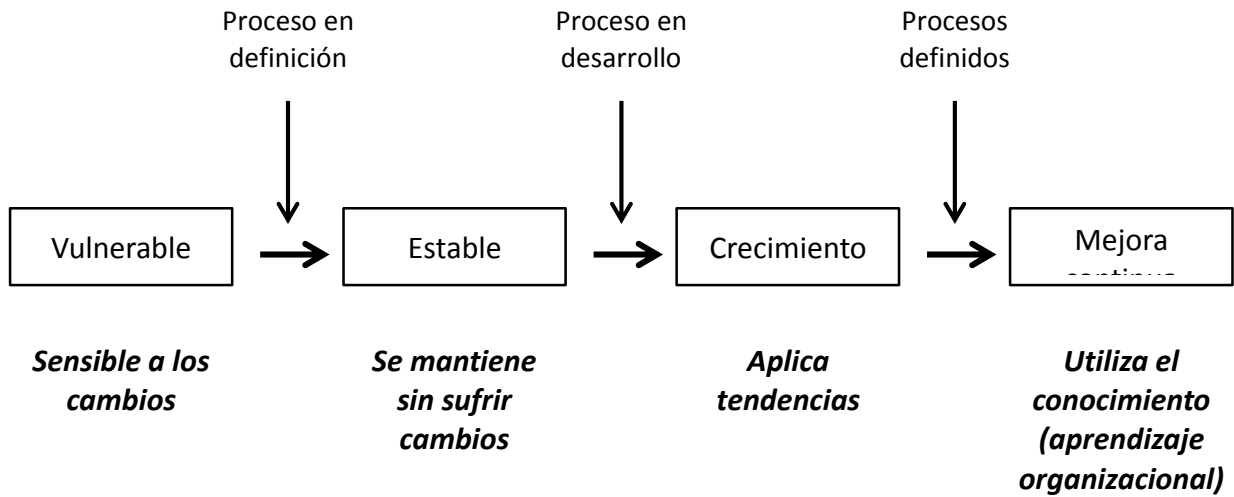 Proceso en
definición
Proceso en
desarrollo
Procesos
definidos
Vulnerable
Estable
Crecimiento
Mejora
continua
Sensible a los
cambios
Se mantiene
sin sufrir
cambios
Aplica
tendencias
Utiliza el
conocimiento
(aprendizaje
organizacional)